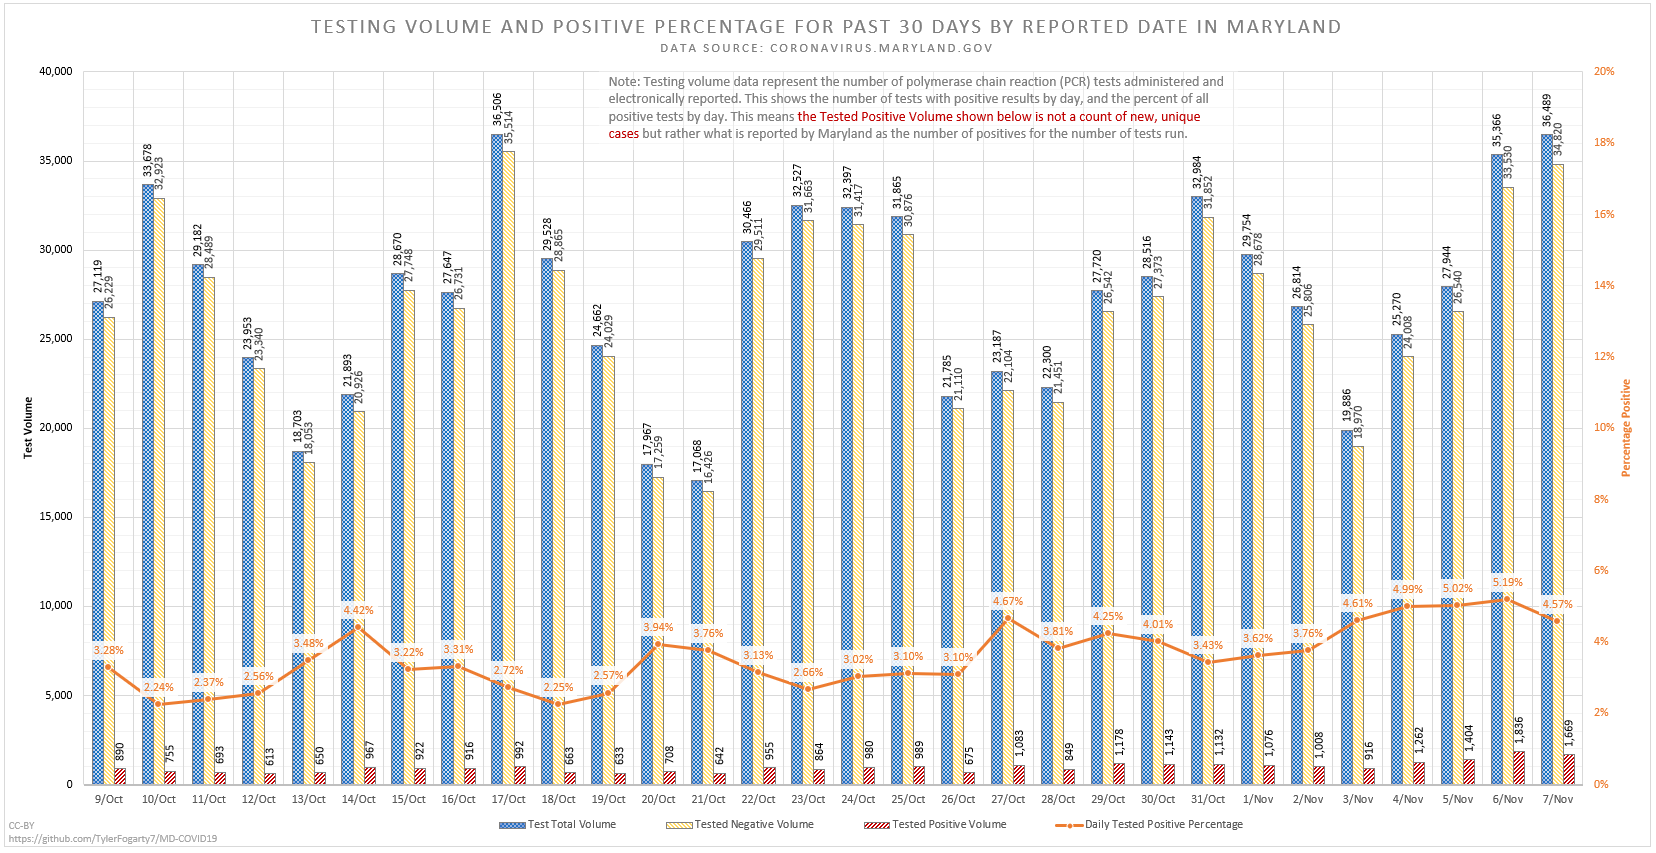 TESTING VOLUME AND POSITIVE PERCENTAGE FOR PAST 30 DAYS BY REPORTED DATE IN MARYLAND
DATA SOURCE: CORONAVIRUS.MARYLAND.GOV
Note: Testing volume data represent the number of polymerase chain reaction (PCR) tests administered and
electronically reported. This shows the number of tests with positive results by day, and the percent of all
positive tests by day. This means the Tested Positive Volume shown below is not a count of new, unique
cases but rather what is reported by Maryland as the number of positives for the number of tests run.
Test Volume
40,000
35,000
30,000
25,000
20,000
15,000
10,000
5,000
0
27,119 26,229 3.28% 890
33,678 32,923 2.24% 755
29,182 28,489 2.37% 693
23,953 23,340 2.56% 613
18,703 18,053 3.48% 650
21,893 20,926 4.42% 967
28,670 27,748 3.22% 922
27,647 26,731 3.31% 916
36,506 35,514 2.72% 992
29,528 28,865 2.25% 663
24,662 24,029 2.57% 633
17,967 17,259 3.94% 708
17,068 16,426 3.76% 642
30,466 29,511 3.13% 955
32,527 31,663 2.66% 864
32,397 31,417 3.02% 980
31,865 30,876 3.10% 989
21,785 21,110 3.10% 675
23,187 22,104 4.67% 1,083
22,300 21,451 3.81% 849
27,720 26,542 4.25% 1,178
28,516 27,373 4.01% 1,143
32,984 31,852 3.43% 1,132
29,754 28,678 3.62% 1,076
26,814 25,806 3.76% 1,008
19,886 18,970 4.61% 916
25,270 24,008 4.99% 1,262
27,944 26,540 5.02% 1,404
35,366 33,530 5.19% 1,836
36,489 34,820 4.57% 1,669
20%
18%
16%
14%
12%
10%
8%
6%
4%
2%
0%
Percentage Positive
9/Oct 10/Oct 11/Oct 12/Oct 13/Oct 14/Oct 15/Oct 16/Oct 17/Oct 18/Oct 19/Oct 20/Oct 21/Oct 22/Oct 23/Oct 24/Oct 25/Oct 26/Oct 27/Oct 28/Oct 29/Oct 30/Oct 31/Oct 1/Nov 2/Nov 3/Nov 4/Nov 5/Nov 6/Nov 7/Nov
Test Total Volume Tested Negative Volume Tested Positive Volume Daily Tested Positive Percentage
CC-BY
https://github.com/TylerFogarty7/MD-COVID19